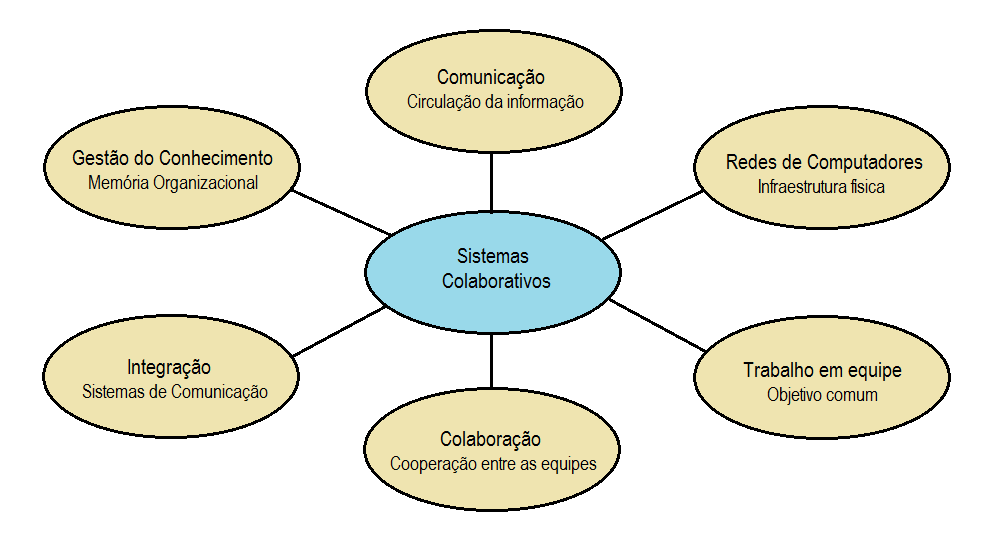 Comunicação
Circulação da informação
Gestão do Conhecimento
Memória Organizacional
Redes de Computadores
Infraestrutura física
Sistemas
Colaborativos
Integração
Sistemas de Comunicação
Trabalho em equipe
Objetivo comum
Colaboração
Cooperação entre as equipes